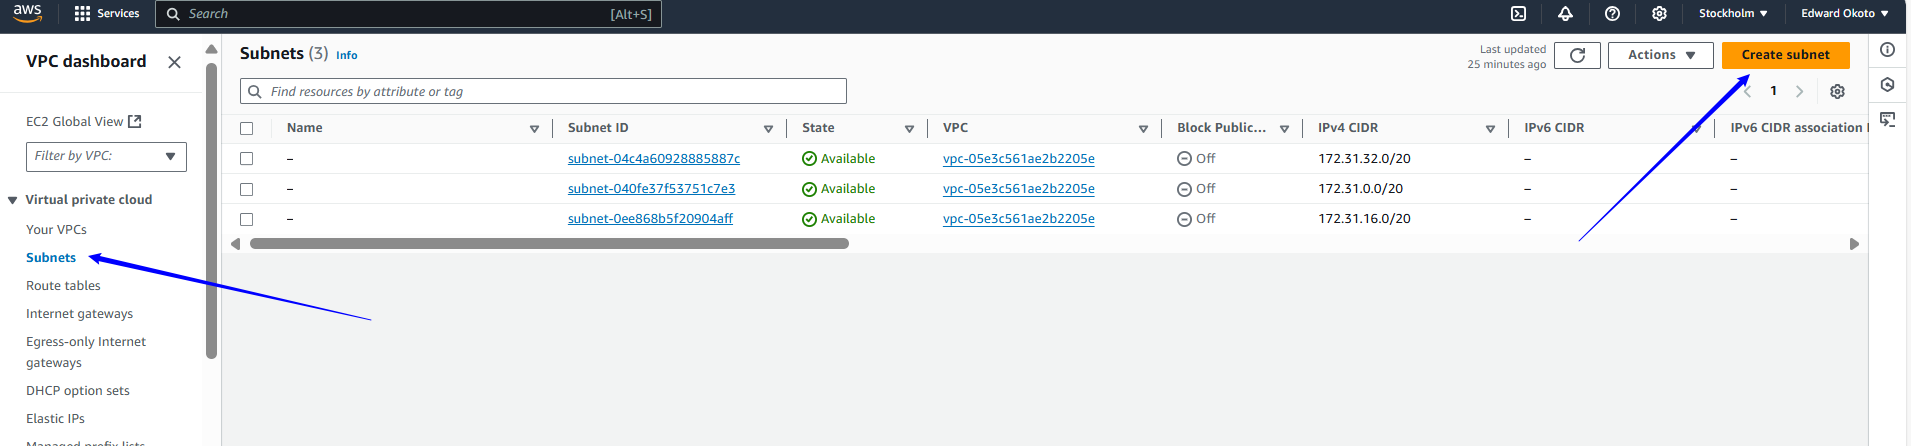 aws Services Search [Alt+S] Stockholm Edward Okoto
VPC dashboard
EC2 Global View
Filter by VPC:
Virtual private cloud
Your VPCs
Subnets
Route tables
Internet gateways
Egress-only Internet
gateways
DHCP option sets
Elastic IPs
Managed prefix lists
Subnets (3) Info
Last updated
25 minutes ago
Actions
Create subnet
Find resources by attribute or tag
1
Name Subnet ID State VPC Block Public... IPv4 CIDR IPv6 CIDR IPv6 CIDR association
– subnet-04c4a60928885887c Available vpc-05e3c561ae2b2205e Off 172.31.32.0/20 – –
– subnet-040fe37f53751c7e3 Available vpc-05e3c561ae2b2205e Off 172.31.0.0/20 – –
– subnet-0ee868b5f20904aff Available vpc-05e3c561ae2b2205e Off 172.31.16.0/20 – –